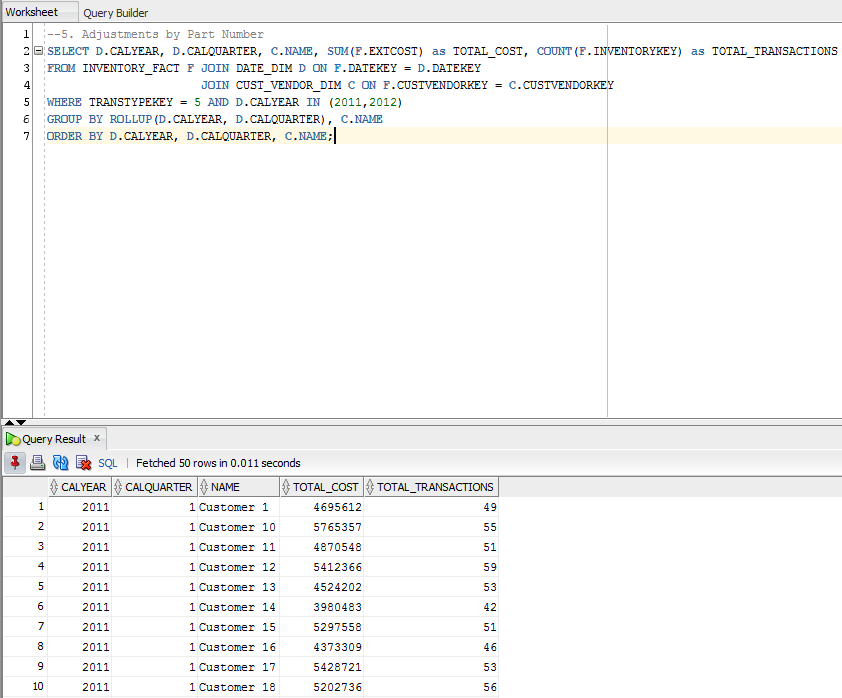 Worksheet Query Builder
1 --5. Adjustments by Part Number
2 SELECT D.CALYEAR, D.CALQUARTER, C.NAME, SUM(F.EXTCOST) as TOTAL_COST, COUNT(F.INVENTORYKEY) as TOTAL_TRANSACTIONS
3 FROM INVENTORY_FACT F JOIN DATE_DIM D ON F.DATEKEY = D.DATEKEY
4 JOIN CUST_VENDOR_DIM C ON F.CUSTVENDORKEY = C.CUSTVENDORKEY
5 WHERE TRANSTYPEKEY = 5 AND D.CALYEAR IN (2011,2012)
6 GROUP BY ROLLUP(D.CALYEAR, D.CALQUARTER), C.NAME
7 ORDER BY D.CALYEAR, D.CALQUARTER, C.NAME;
Query Result x
SQL | Fetched 50 rows in 0.011 seconds
CALYEAR CALQUARTER NAME TOTAL_COST TOTAL_TRANSACTIONS
1 2011 1 Customer 1 4695612 49
2 2011 1 Customer 10 5765357 55
3 2011 1 Customer 11 4870548 51
4 2011 1 Customer 12 5412366 59
5 2011 1 Customer 13 4524202 53
6 2011 1 Customer 14 3980483 42
7 2011 1 Customer 15 5297558 51
8 2011 1 Customer 16 4373309 46
9 2011 1 Customer 17 5428721 53
10 2011 1 Customer 18 5202736 56